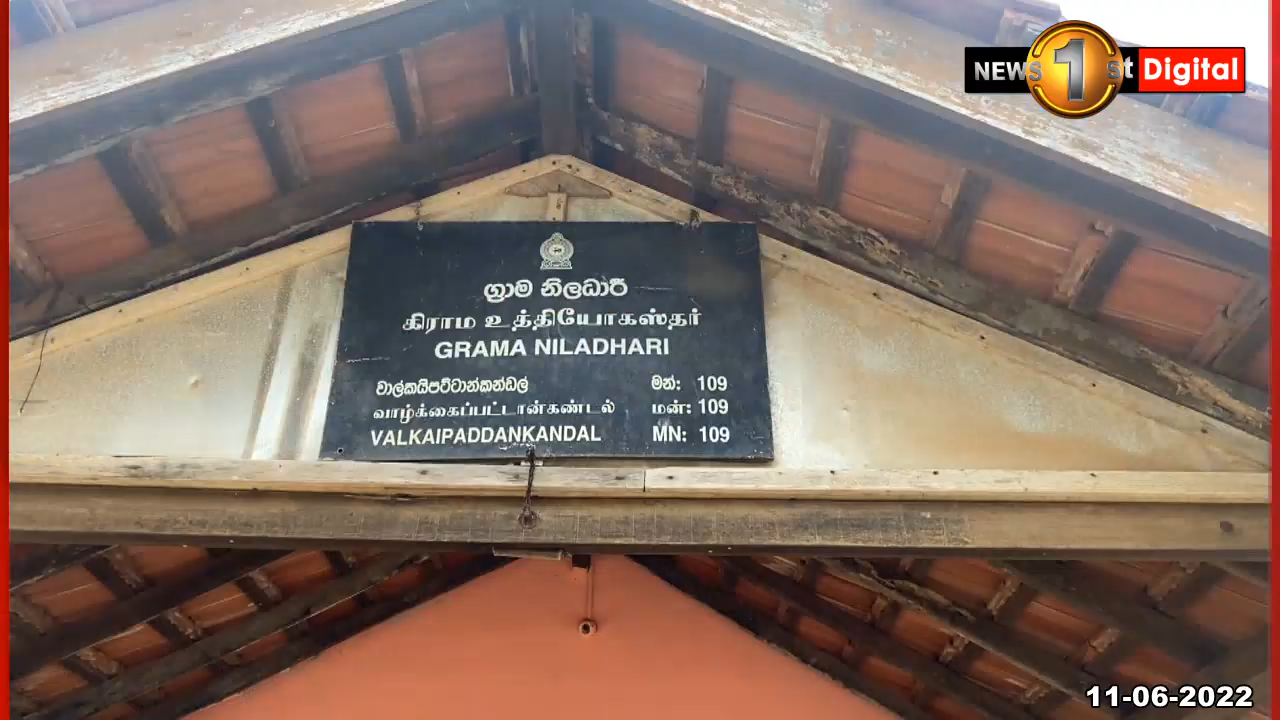 NEWS 1st Digital
ග්‍රාම නිලධාරී
கிராம உத்தியோகஸ்தர்
GRAMA NILADHARI
වාල්කයිපට්ටාන්කන්ඩල් මන්: 109
வாழ்க்கைப்பட்டான்கண்டல் மன்: 109
VALKAIPADDANKANDAL MN: 109
11-06-2022